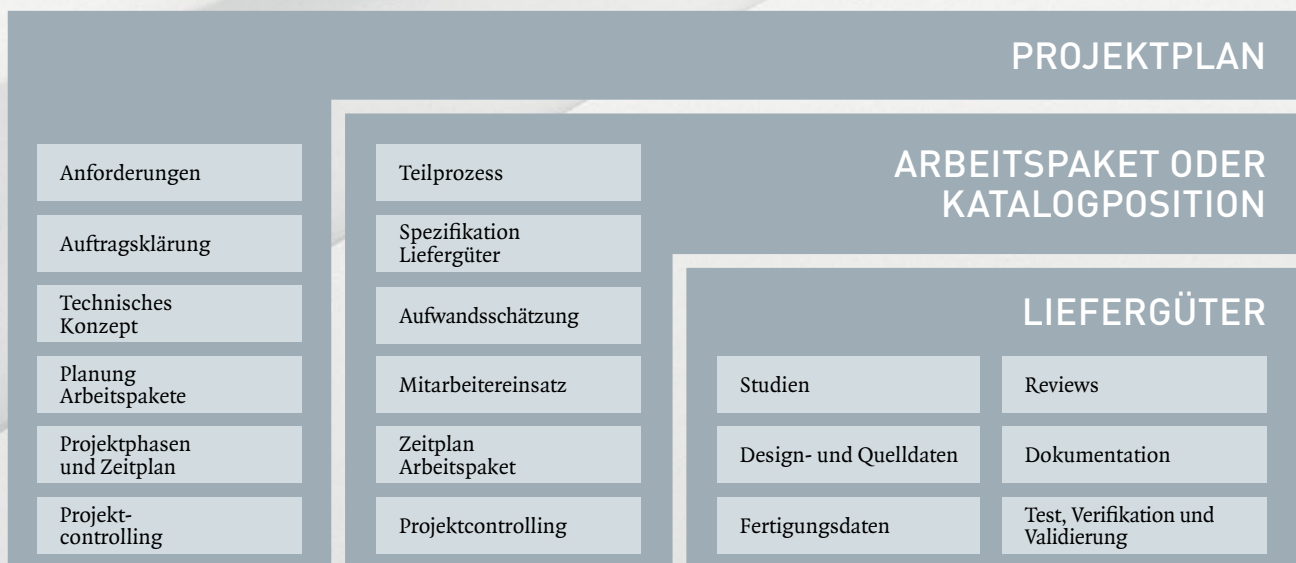 PROJEKTPLAN
Anforderungen
Auftragsklärung
Technisches
Konzept
Planung
Arbeitspakete
Projektphasen
und Zeitplan
Projekt-
controlling
ARBEITSPAKET ODER
KATALOGPOSITION
Teilprozess
Spezifikation
Liefergüter
Aufwandsschätzung
Mitarbeitereinsatz
Zeitplan
Arbeitspaket
Projektcontrolling
LIEFERGÜTER
Studien
Design- und Quelldaten
Fertigungsdaten
Reviews
Dokumentation
Test, Verifikation und
Validierung